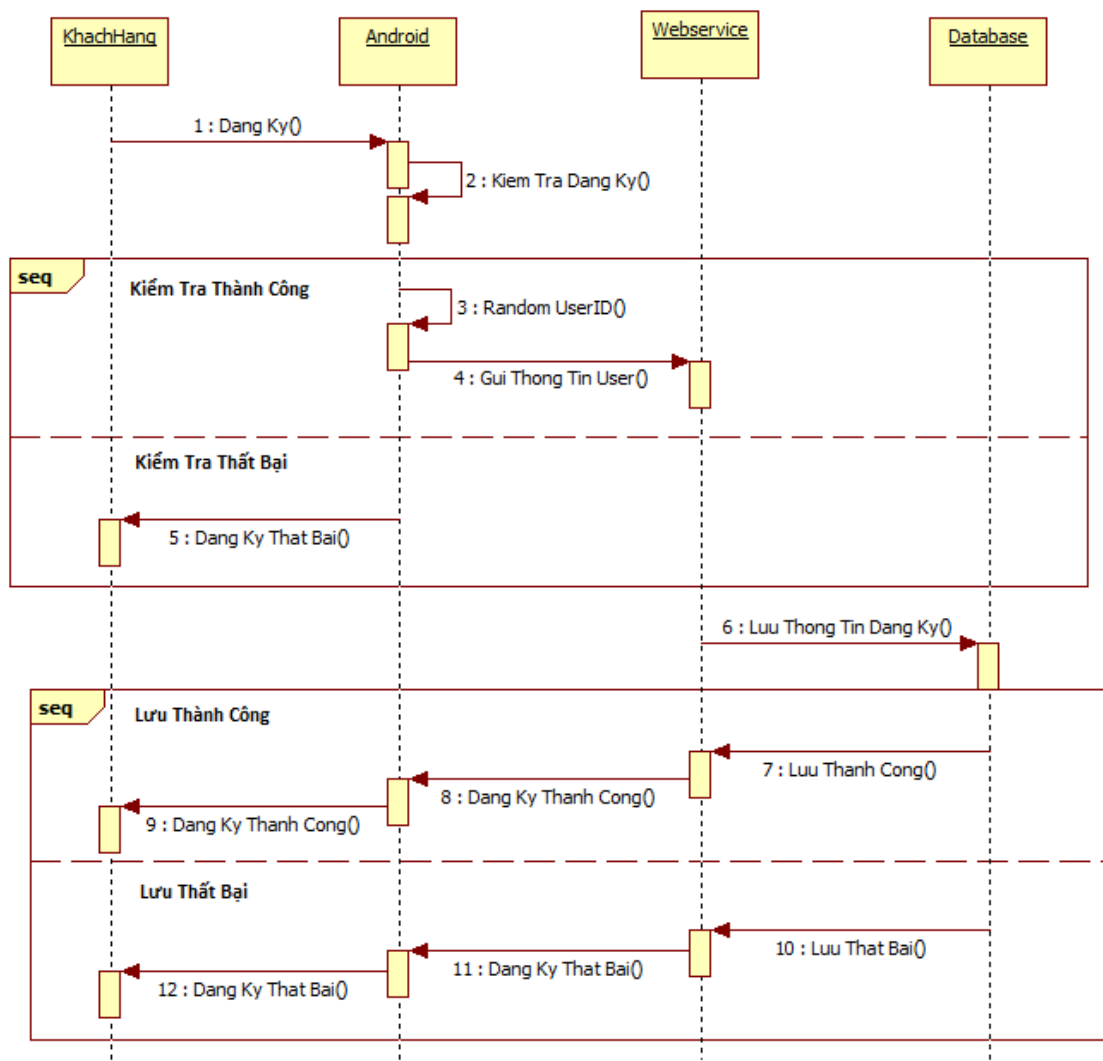 KhachHang
Android
Webservice
Database
1 : Dang Ky()
2 : Kiem Tra Dang Ky()
seq
Kiểm Tra Thành Công
3 : Random UserID()
4 : Gui Thong Tin User()
Kiểm Tra Thất Bại
5 : Dang Ky That Bai()
6 : Luu Thong Tin Dang Ky()
seq
Lưu Thành Công
7 : Luu Thanh Cong()
8 : Dang Ky Thanh Cong()
9 : Dang Ky Thanh Cong()
Lưu Thất Bại
10 : Luu That Bai()
11 : Dang Ky That Bai()
12 : Dang Ky That Bai()